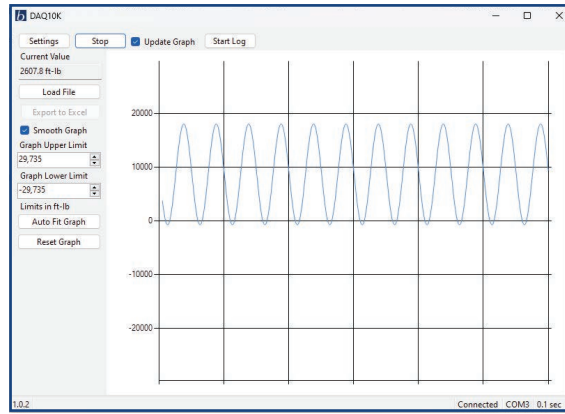 b DAQ10K
Settings Stop Update Graph Start Log
Current Value
2607.8 ft-lb
Load File
Export to Excel
Smooth Graph
Graph Upper Limit
29,735
Graph Lower Limit
-29,735
Limits in ft-lb
Auto Fit Graph
Reset Graph
20000
10000
0
-10000
-20000
1.0.2 Connected COM3 0.1 sec